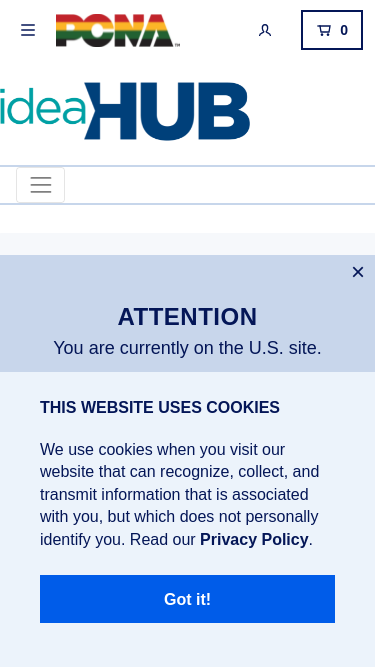 PONA
™
0
ideaHUB
×
ATTENTION
You are currently on the U.S. site.
THIS WEBSITE USES COOKIES
We use cookies when you visit our
website that can recognize, collect, and
transmit information that is associated
with you, but which does not personally
identify you. Read our Privacy Policy.
Got it!